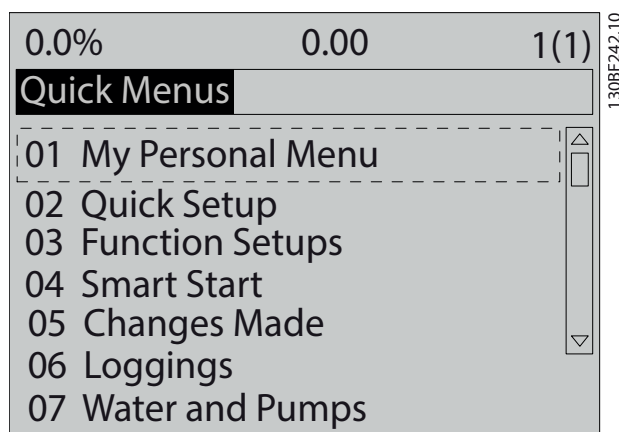 0.0% 0.00 1(1)
Quick Menus
01 My Personal Menu
02 Quick Setup
03 Function Setups
04 Smart Start
05 Changes Made
06 Loggings
07 Water and Pumps
130BF242.10